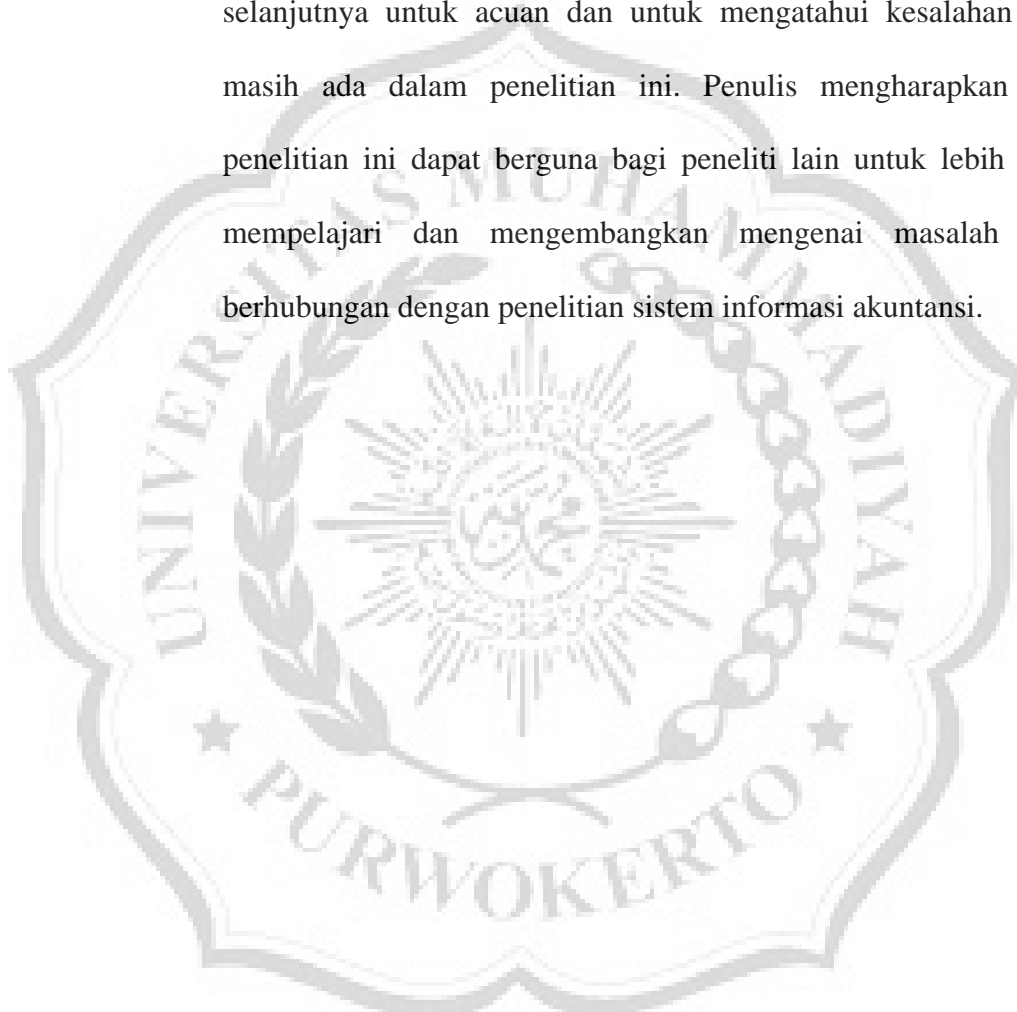 selanjutnya untuk acuan dan untuk mengatahui kesalahan
masih ada dalam penelitian ini. Penulis mengharapkan
penelitian ini dapat berguna bagi peneliti lain untuk lebih
mempelajari dan mengembangkan mengenai masalah
berhubungan dengan penelitian sistem informasi akuntansi.
UNIVERSITAS MUHAMMADIYAH
PURWOKERTO